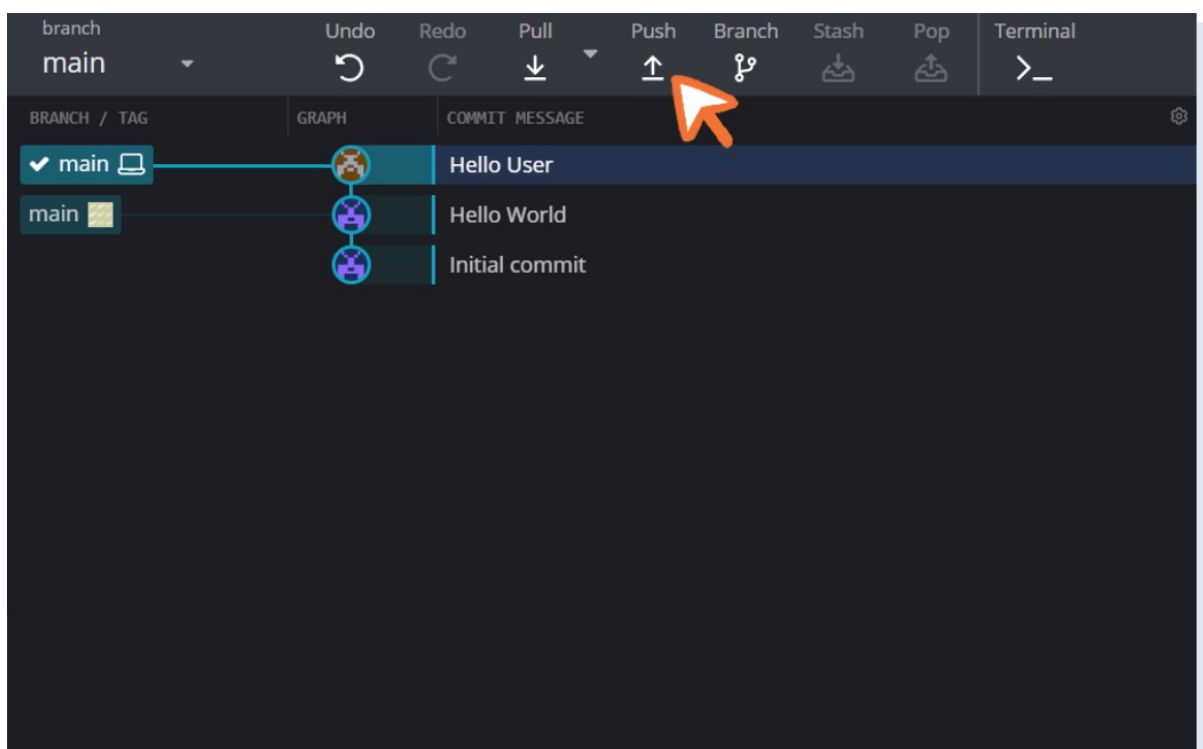 branch
main
Undo
Redo
Pull
Push
Branch
Stash
Pop
Terminal
BRANCH / TAG
GRAPH
COMMIT MESSAGE
main
Hello User
main
Hello World
Initial commit